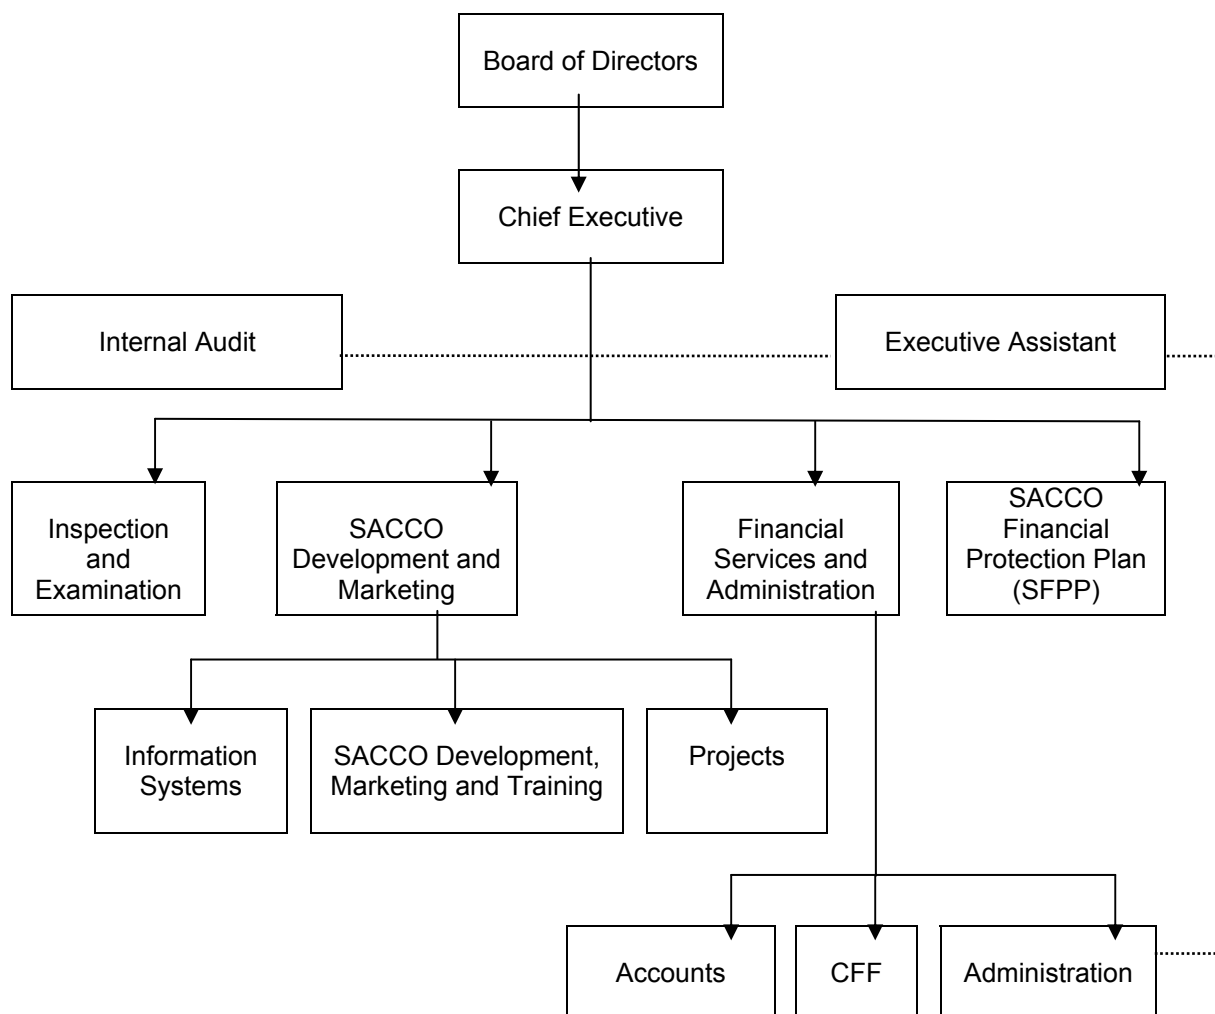 Board of Directors
Chief Executive
Internal Audit
Executive Assistant
Inspection
and
Examination
SACCO
Development and
Marketing
Financial
Services and
Administration
SACCO
Financial
Protection Plan
(SFPP)
Information
Systems
SACCO Development,
Marketing and Training
Projects
Accounts
CFF
Administration